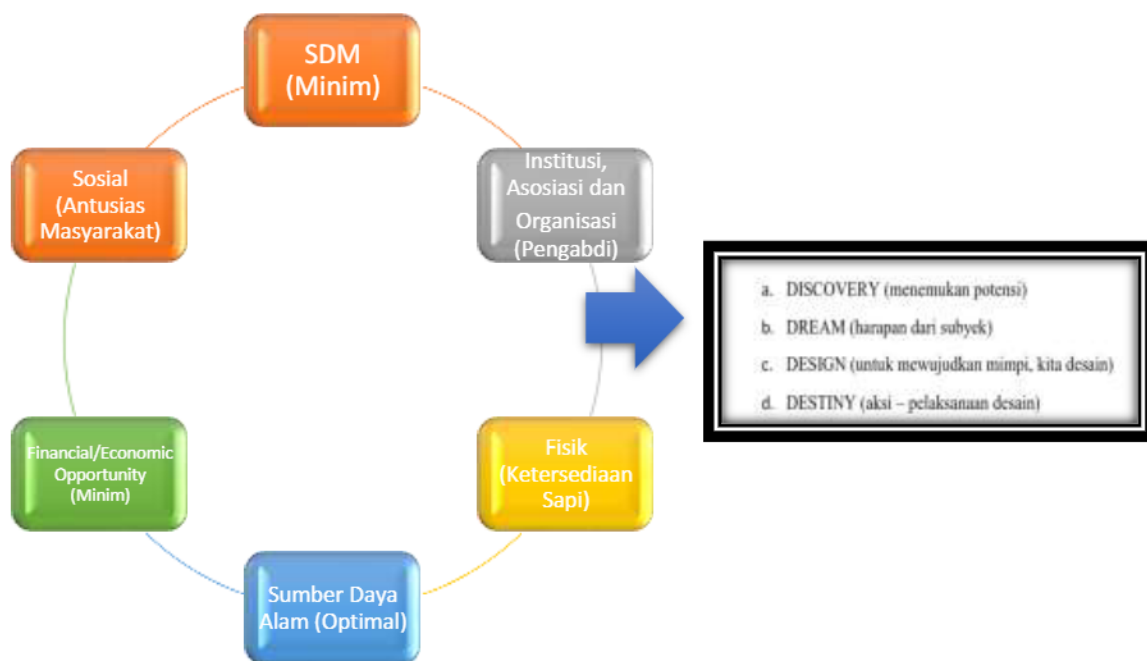 SDM
(Minim)
Institusi,
Asosiasi dan
Organisasi
(Pengabdi)
Fisik
(Ketersediaan
Sapi)
Sumber Daya
Alam (Optimal)
Financial/Economic
Opportunity
(Minim)
Sosial
(Antusias
Masyarakat)
a. DISCOVERY (menemukan potensi)
b. DREAM (harapan dari subyek)
c. DESIGN (untuk mewujudkan mimpi, kita desain)
d. DESTINY (aksi – pelaksanaan desain)